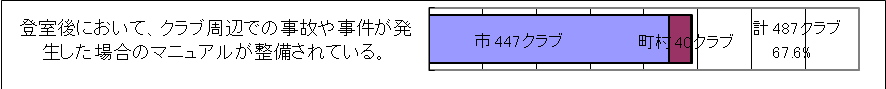 登室後において、クラブ周辺での事故や事件が発
生した場合のマニュアルが整備されている。
市 447クラブ
町村 40クラブ
計 487クラブ
67.6%